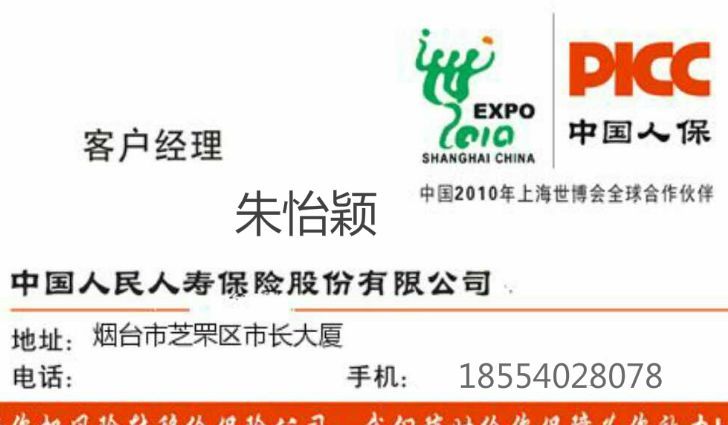 EXPO
2010
SHANGHAI CHINA
PICC
中国人保
中国2010年上海世博会全球合作伙伴
客户经理
朱怡颖
中国人民人寿保险股份有限公司
地址: 烟台市芝罘区市长大厦
电话:
手机: 18554028078